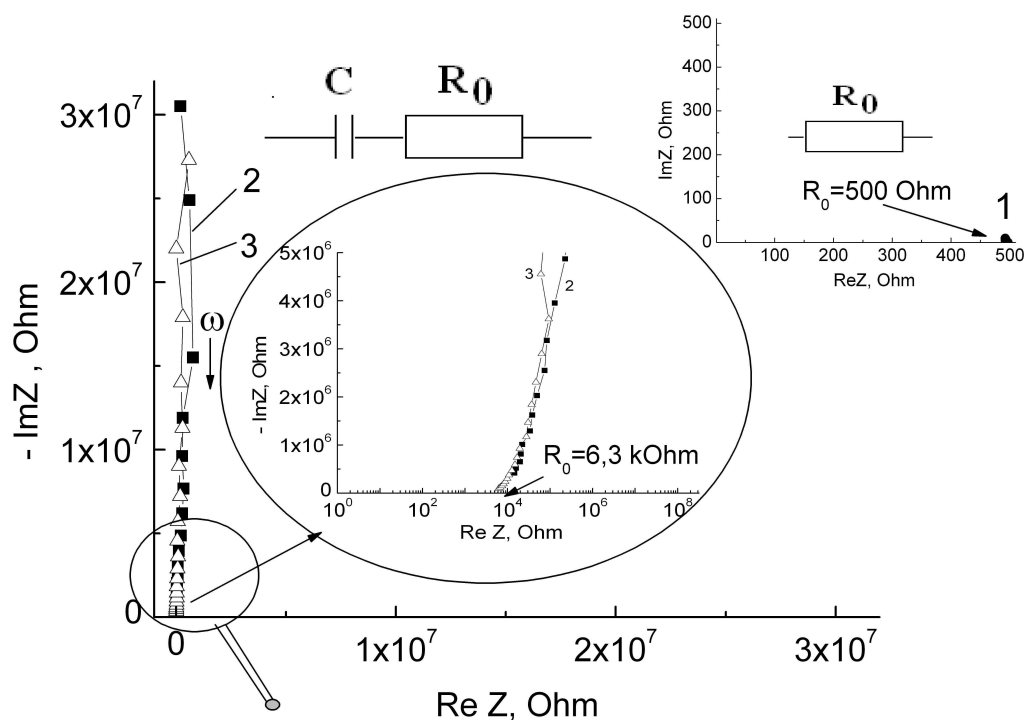 C R₀
3x10⁷
2x10⁷
1x10⁷
0
- ImZ , Ohm
0 1x10⁷ 2x10⁷ 3x10⁷
Re Z, Ohm
2
3
ω
5x10⁶
4x10⁶
3x10⁶
2x10⁶
1x10⁶
0
- ImZ, Ohm
10⁰ 10² 10⁴ 10⁶ 10⁸
Re Z, Ohm
3 2
R₀=6,3 kOhm
500
400
300
200
100
0
ImZ, Ohm
100 200 300 400 500
ReZ, Ohm
R₀
R₀=500 Ohm
1